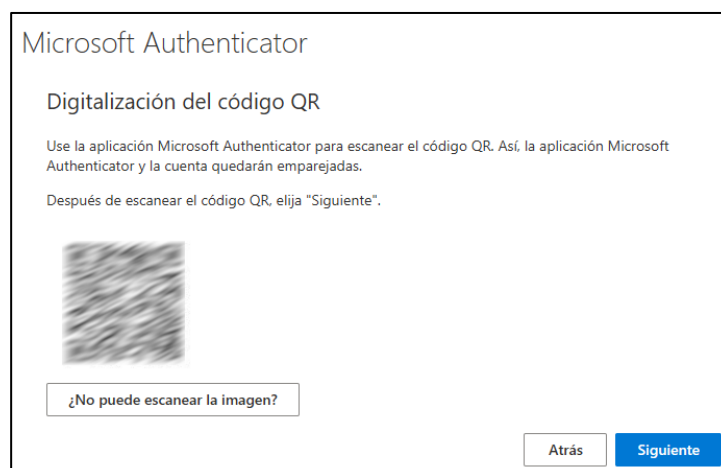 Microsoft Authenticator
Digitalización del código QR
Use la aplicación Microsoft Authenticator para escanear el código QR. Así, la aplicación Microsoft
Authenticator y la cuenta quedarán emparejadas.
Después de escanear el código QR, elija "Siguiente".
¿No puede escanear la imagen?
Atrás
Siguiente